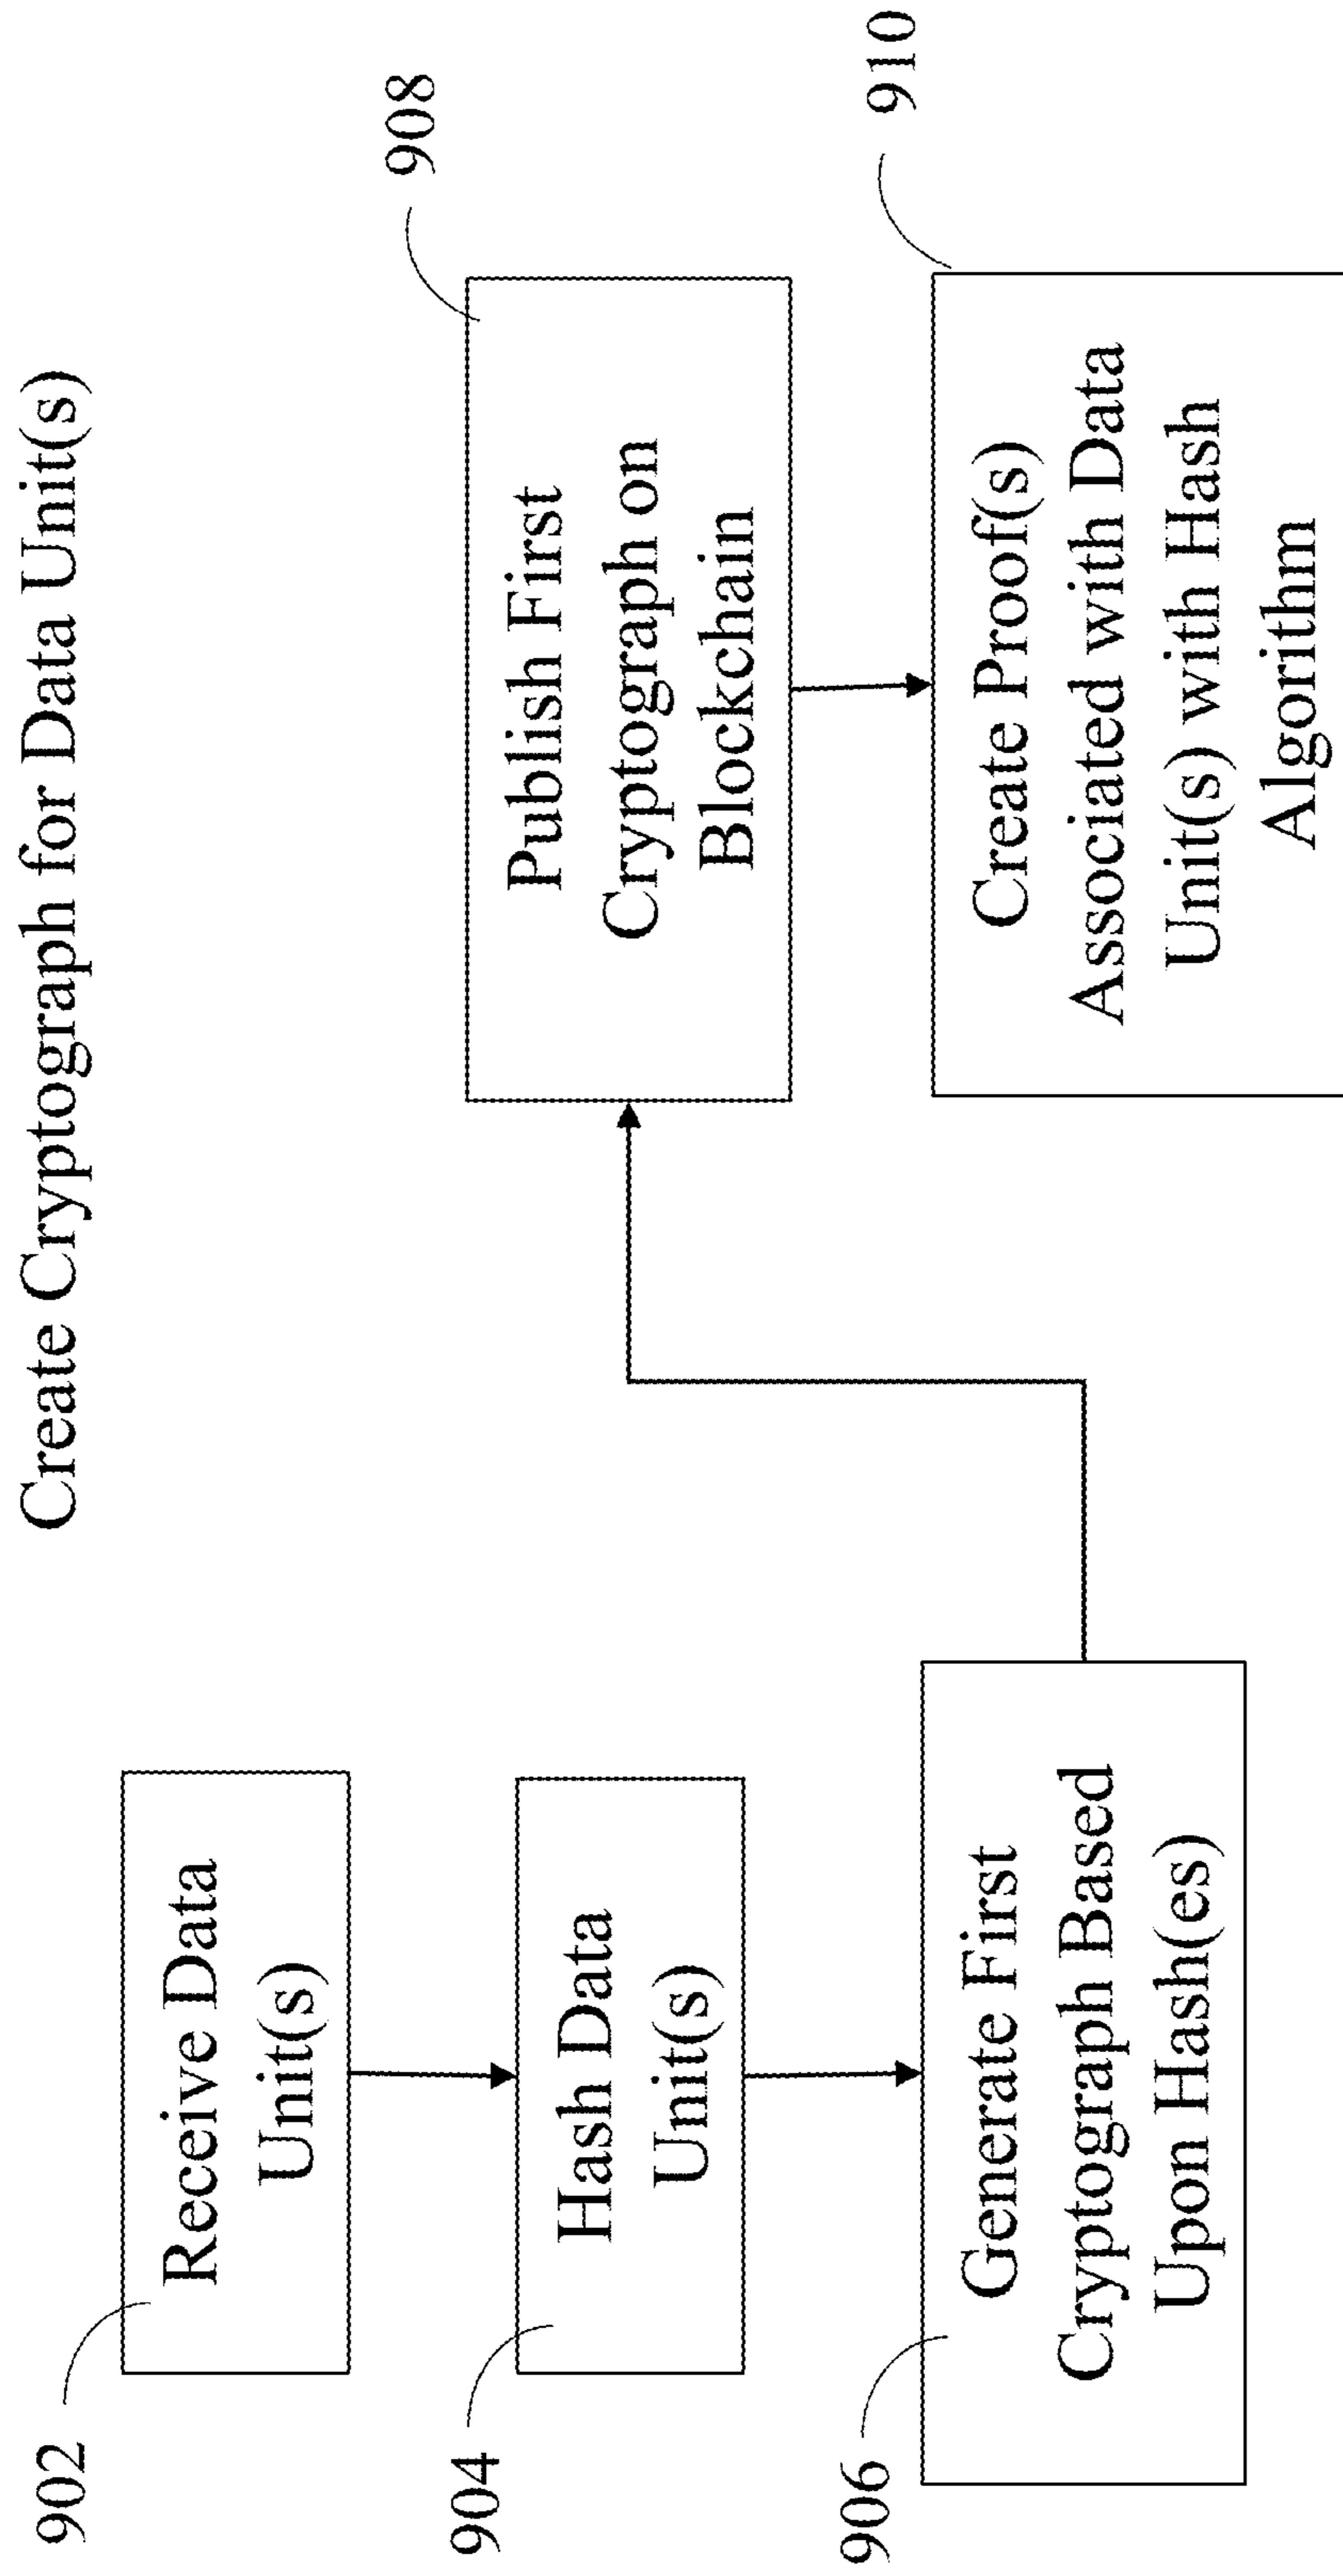 Create Cryptograph for Data Unit(s)
902
Receive Data
Unit(s)
904
Hash Data
Unit(s)
906
Generate First
Cryptograph Based
Upon Hash(es)
908
Publish First
Cryptograph on
Blockchain
910
Create Proof(s)
Associated with Data
Unit(s) with Hash
Algorithm